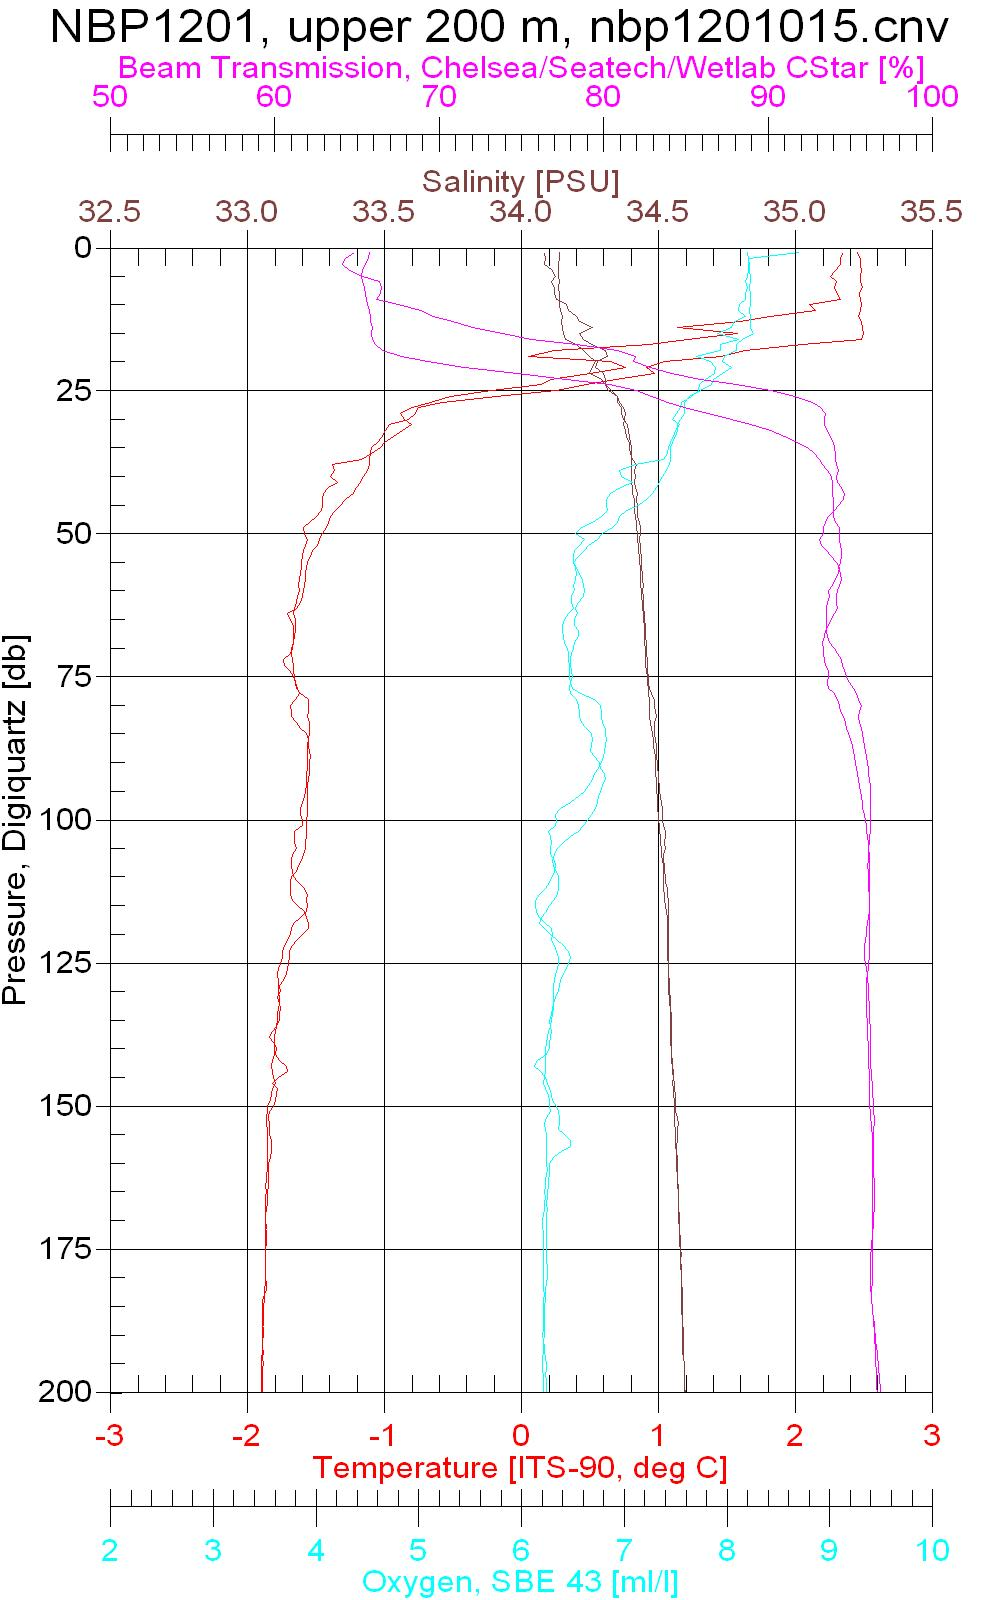 NBP1201, upper 200 m, nbp1201015.cnv
Beam Transmission, Chelsea/Seatech/Wetlab CStar [%]
50 60 70 80 90 100
Salinity [PSU]
32.5 33.0 33.5 34.0 34.5 35.0 35.5
0
25
50
75
100
125
150
175
200
Pressure, Digiquartz [db]
-3 -2 -1 0 1 2 3
Temperature [ITS-90, deg C]
2 3 4 5 6 7 8 9 10
Oxygen, SBE 43 [ml/l]